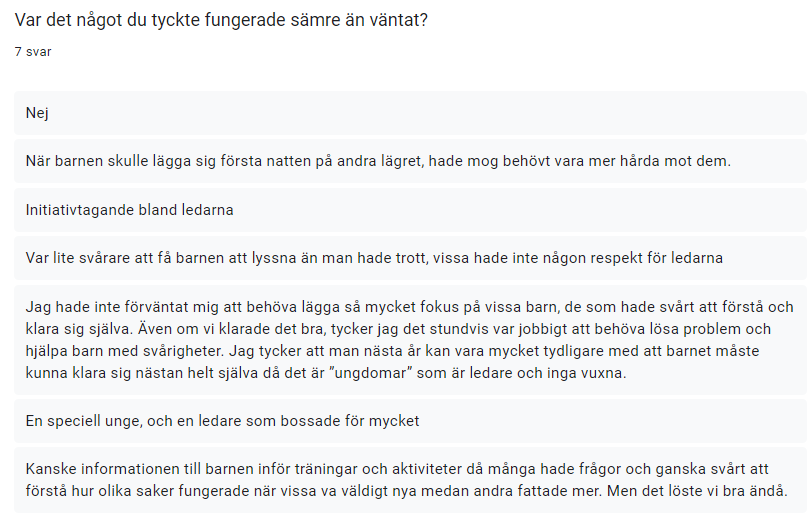 Var det något du tyckte fungerade sämre än väntat?
7 svar
Nej
När barnen skulle lägga sig första natten på andra lägret, hade mog behövt vara mer hårda mot dem.
Initiativtagande bland ledarna
Var lite svårare att få barnen att lyssna än man hade trott, vissa hade inte någon respekt för ledarna
Jag hade inte förväntat mig att behöva lägga så mycket fokus på vissa barn, de som hade svårt att förstå och
klara sig själva. Även om vi klarade det bra, tycker jag det stundvis var jobbigt att behöva lösa problem och
hjälpa barn med svårigheter. Jag tycker att man nästa år kan vara mycket tydligare med att barnet måste
kunna klara sig nästan helt själva då det är ”ungdomar” som är ledare och inga vuxna.
En speciell unge, och en ledare som bossade för mycket
Kanske informationen till barnen inför träningar och aktiviteter då många hade frågor och ganska svårt att
förstå hur olika saker fungerade när vissa va väldigt nya medan andra fattade mer. Men det löste vi bra ändå.